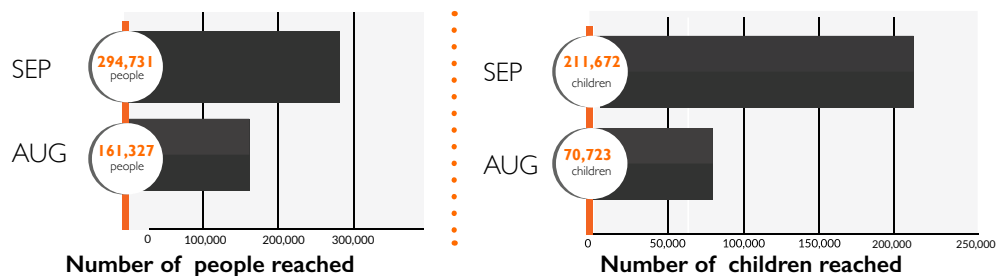 SEP
294,731
people
AUG
161,327
people
0 100,000 200,000 300,000
Number of people reached
SEP
211,672
children
AUG
70,723
children
0 50,000 100,000 150,000 200,000 250,000
Number of children reached